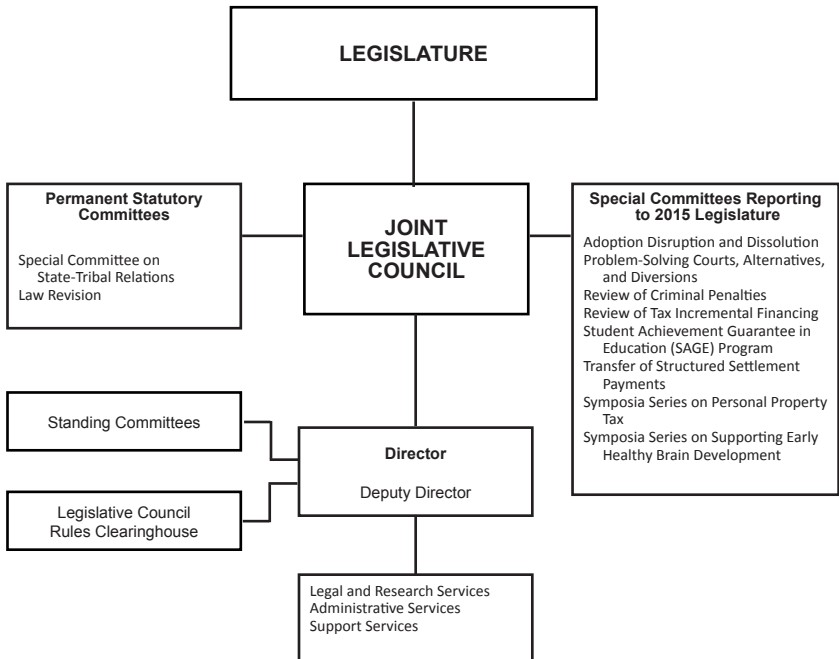 LEGISLATURE
Permanent Statutory
Committees
Special Committee on
State-Tribal Relations
Law Revision
JOINT
LEGISLATIVE
COUNCIL
Special Committees Reporting
to 2015 Legislature
Adoption Disruption and Dissolution
Problem-Solving Courts, Alternatives,
and Diversions
Review of Criminal Penalties
Review of Tax Incremental Financing
Student Achievement Guarantee in
Education (SAGE) Program
Transfer of Structured Settlement
Payments
Symposia Series on Personal Property
Tax
Symposia Series on Supporting Early
Healthy Brain Development
Standing Committees
Legislative Council
Rules Clearinghouse
Director
Deputy Director
Legal and Research Services
Administrative Services
Support Services